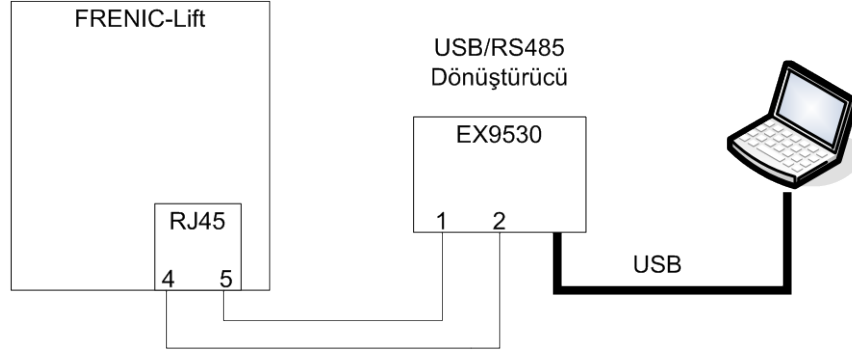 FRENIC-Lift
USB/RS485
Dönüştürücü
EX9530
RJ45
1 2
4 5
USB